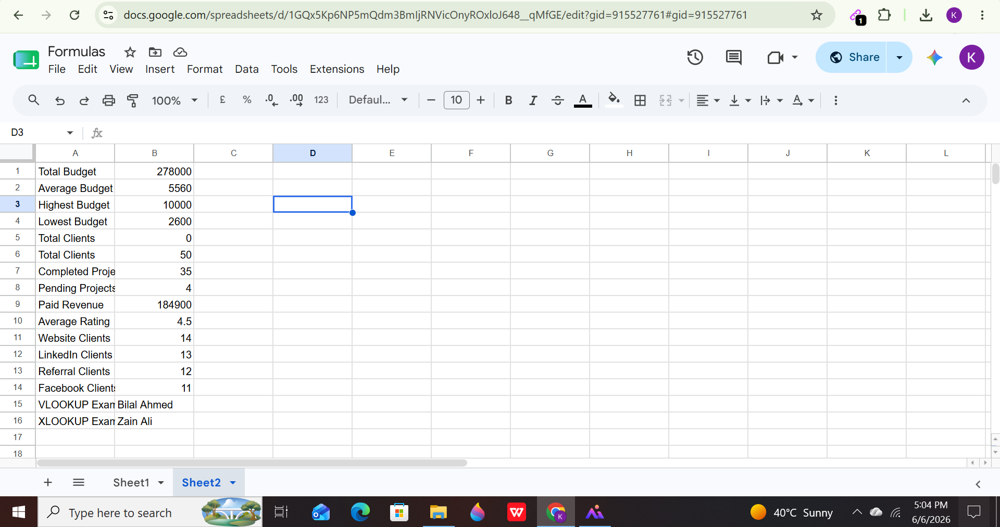 docs.google.com/spreadsheets/d/1GQx5Kp6NP5mQdm3BmIjRNVicOnyROxloJ648__qMfGE/edit?gid=915527761#gid=915527761
1
K
Formulas
File Edit View Insert Format Data Tools Extensions Help
Share
K
100%
£ % .0 .00 123
Defaul...
10
B I A
A
D3
fx
A B C D E F G H I J K L
1 Total Budget 278000
2 Average Budget 5560
3 Highest Budget 10000
4 Lowest Budget 2600
5 Total Clients 0
6 Total Clients 50
7 Completed Proje 35
8 Pending Projects 4
9 Paid Revenue 184900
10 Average Rating 4.5
11 Website Clients 14
12 LinkedIn Clients 13
13 Referral Clients 12
14 Facebook Clients 11
15 VLOOKUP Exam Bilal Ahmed
16 XLOOKUP Exam Zain Ali
17
18
Sheet1 Sheet2
Type here to search
40°C Sunny
5:04 PM
6/6/2026